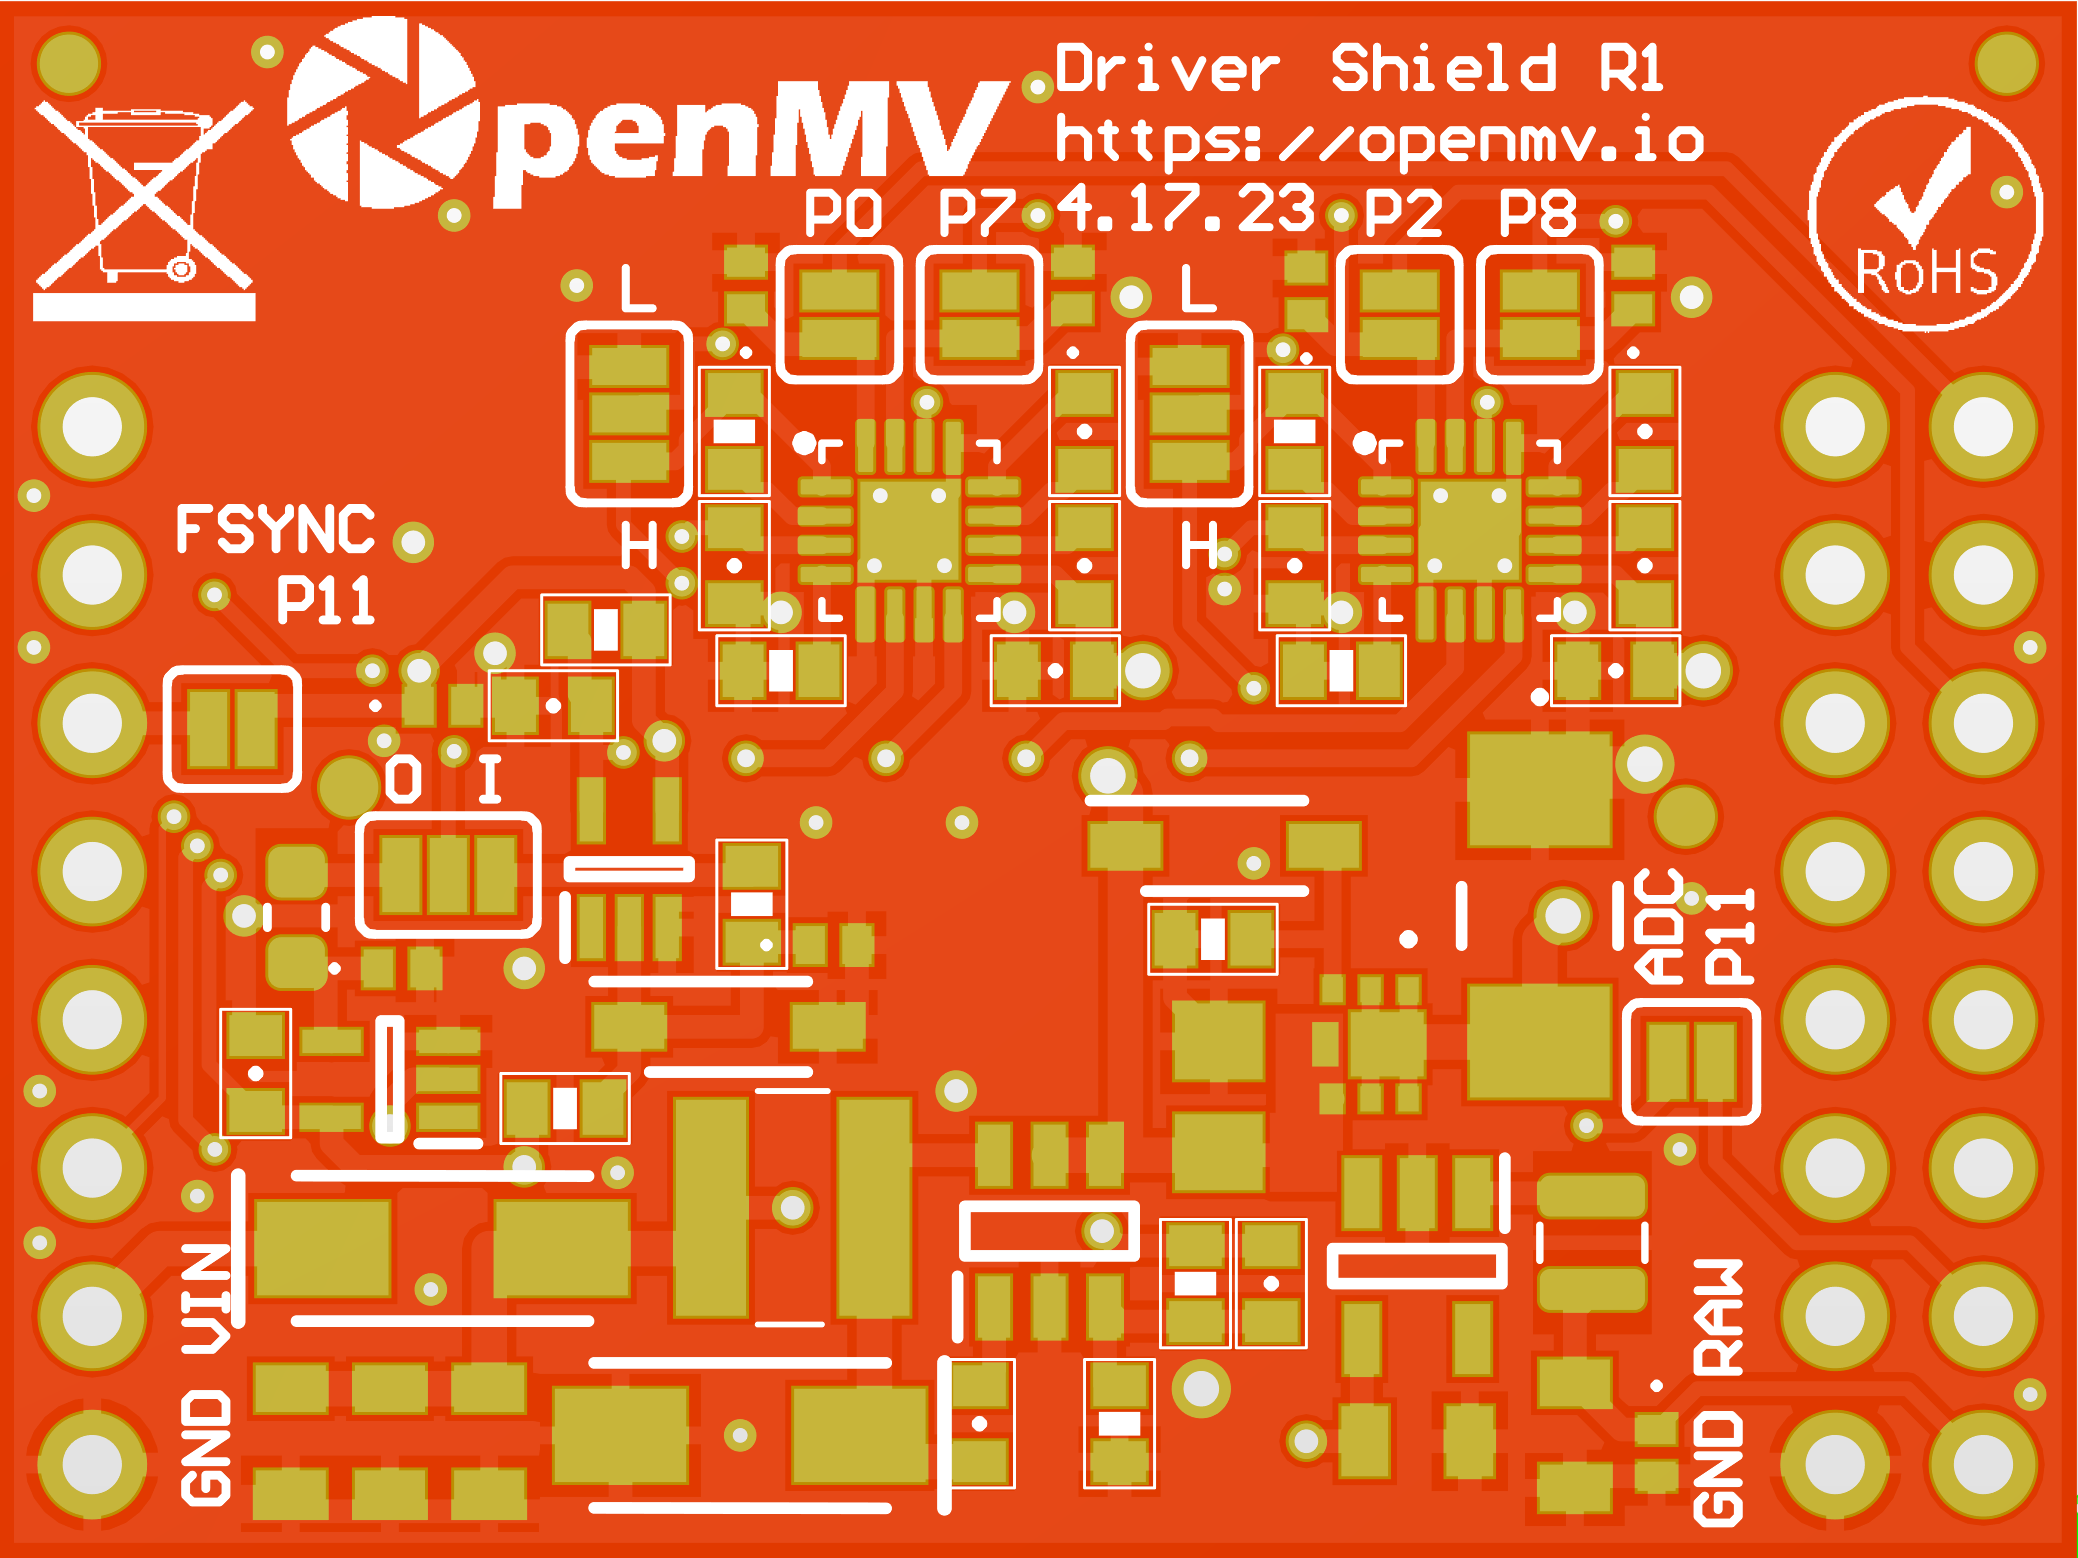 OpenMV
Driver Shield R1
https://openmv.io
4.17.23
P0
P7
P2
P8
RoHS
L
L
H
H
FSYNC
P11
O I
ADC
P11
VIN
GND
RAW
GND